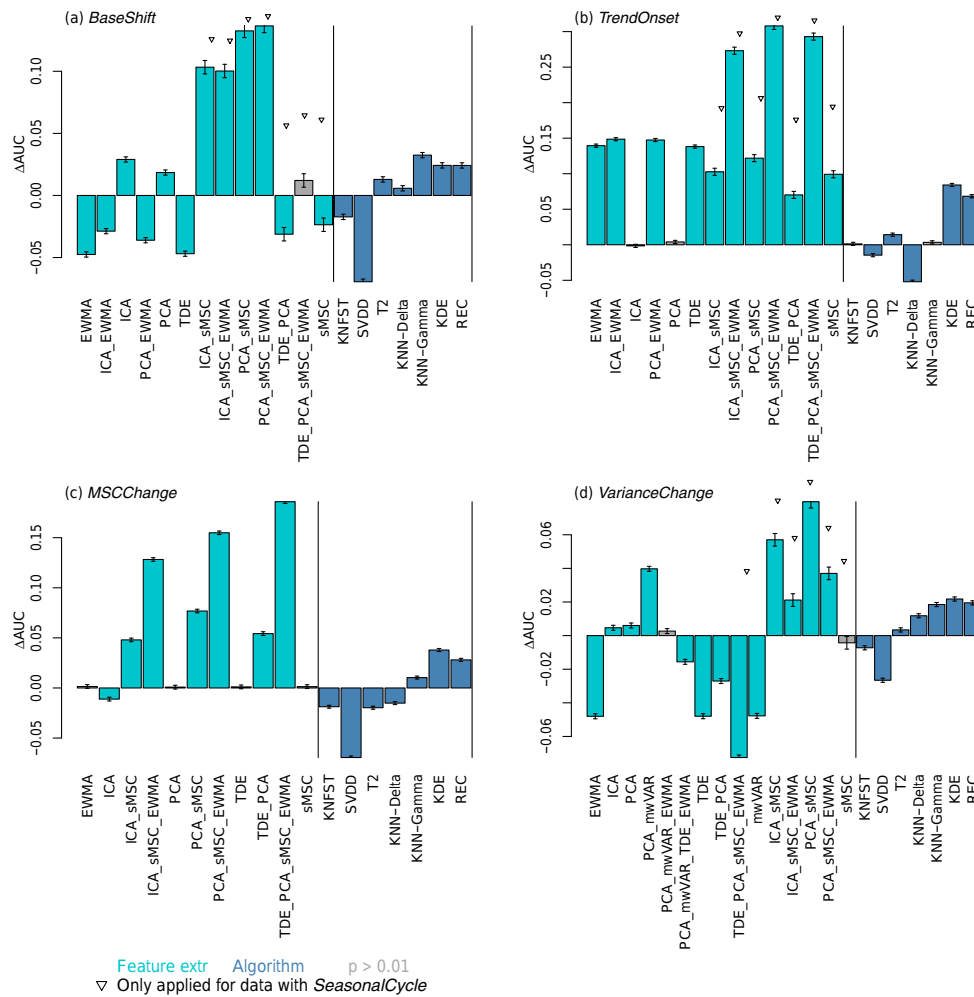 (a) BaseShift
ΔAUC
0.10
0.05
0.00
−0.05
EWMA
ICA_EWMA
ICA
PCA_EWMA
PCA
TDE
ICA_sMSC
ICA_sMSC_EWMA
PCA_sMSC
PCA_sMSC_EWMA
TDE_PCA
TDE_PCA_sMSC_EWMA
sMSC
KNFST
SVDD
T2
KNN−Delta
KNN−Gamma
KDE
REC
(b) TrendOnset
ΔAUC
0.25
0.15
0.05
−0.05
EWMA
ICA_EWMA
ICA
PCA_EWMA
PCA
TDE
ICA_sMSC
ICA_sMSC_EWMA
PCA_sMSC
PCA_sMSC_EWMA
TDE_PCA
TDE_PCA_sMSC_EWMA
sMSC
KNFST
SVDD
T2
KNN−Delta
KNN−Gamma
KDE
REC
(c) MSCChange
ΔAUC
0.15
0.10
0.05
0.00
−0.05
EWMA
ICA
ICA_sMSC
ICA_sMSC_EWMA
PCA
PCA_sMSC
PCA_sMSC_EWMA
TDE
TDE_PCA
TDE_PCA_sMSC_EWMA
sMSC
KNFST
SVDD
T2
KNN−Delta
KNN−Gamma
KDE
REC
(d) VarianceChange
ΔAUC
0.06
0.02
−0.02
−0.06
EWMA
ICA
PCA
PCA_mwVAR
PCA_mwVAR_EWMA
PCA_mwVAR_TDE_EWMA
TDE
TDE_PCA
TDE_PCA_sMSC_EWMA
mwVAR
ICA_sMSC
ICA_sMSC_EWMA
PCA_sMSC
PCA_sMSC_EWMA
sMSC
KNFST
SVDD
T2
KNN−Delta
KNN−Gamma
KDE
REC
Feature extr Algorithm p > 0.01
▽ Only applied for data with SeasonalCycle